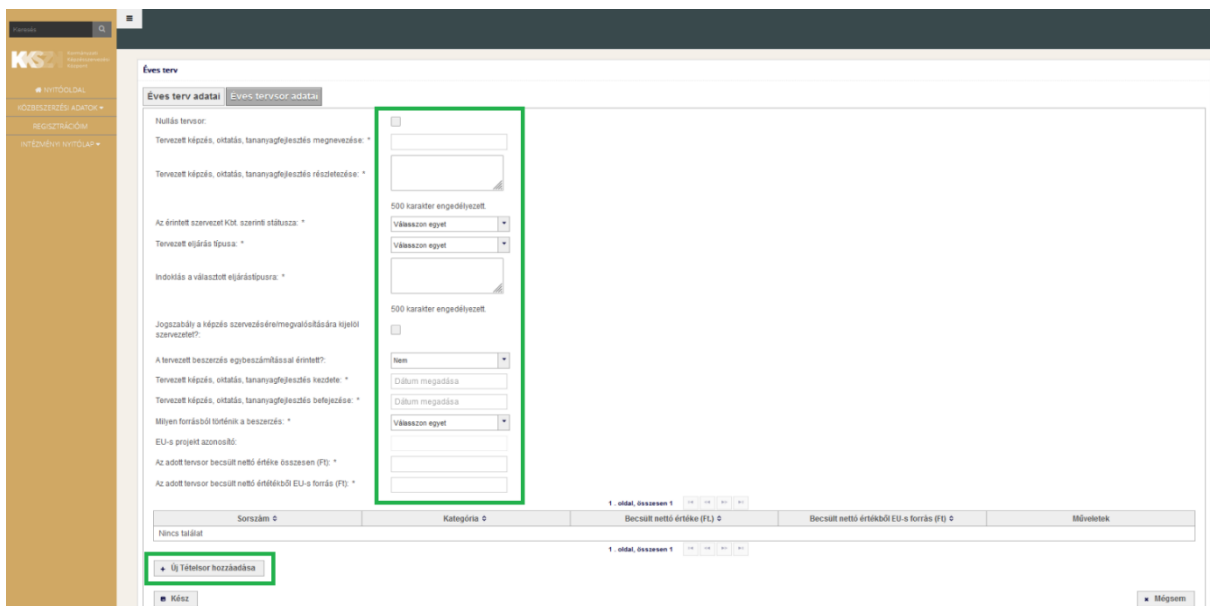 Keresés
KKSZK
Kormányzati
Közbeszerzési
Központ
NYITÓOLDAL
KÖZBESZERZÉSI ADATOK
REGISZTRÁCIÓIM
INTÉZMÉNYI NYITÓLAP
Éves terv
Éves terv adatai Éves tervsor adatai
Nullás tervsor:
Tervezett képzés, oktatás, tananyagfejlesztés megnevezése: *
Tervezett képzés, oktatás, tananyagfejlesztés részletezése: *
500 karakter engedélyezett.
Az érintett szervezet Kbt. szerinti státusza: * Válasszon egyet
Tervezett eljárás típusa: * Válasszon egyet
Indoklás a választott eljárástípusra: *
500 karakter engedélyezett.
Jogszabály a képzés szervezésére/megvalósítására kijelöl
szervezetet?:
A tervezett beszerzés egybeszámítással érintett?: Nem
Tervezett képzés, oktatás, tananyagfejlesztés kezdete: * Dátum megadása
Tervezett képzés, oktatás, tananyagfejlesztés befejezése: * Dátum megadása
Milyen forrásból történik a beszerzés: * Válasszon egyet
EU-s projekt azonosító:
Az adott tervsor becsült nettó értéke összesen (Ft): *
Az adott tervsor becsült nettó értékéből EU-s forrás (Ft): *
1 . oldal, összesen 1
Sorszám Kategória Becsült nettó értéke (Ft.) Becsült nettó értékből EU-s forrás (Ft) Műveletek
Nincs találat
1 . oldal, összesen 1
+ Új Tételsor hozzáadása
Kész Mégsem